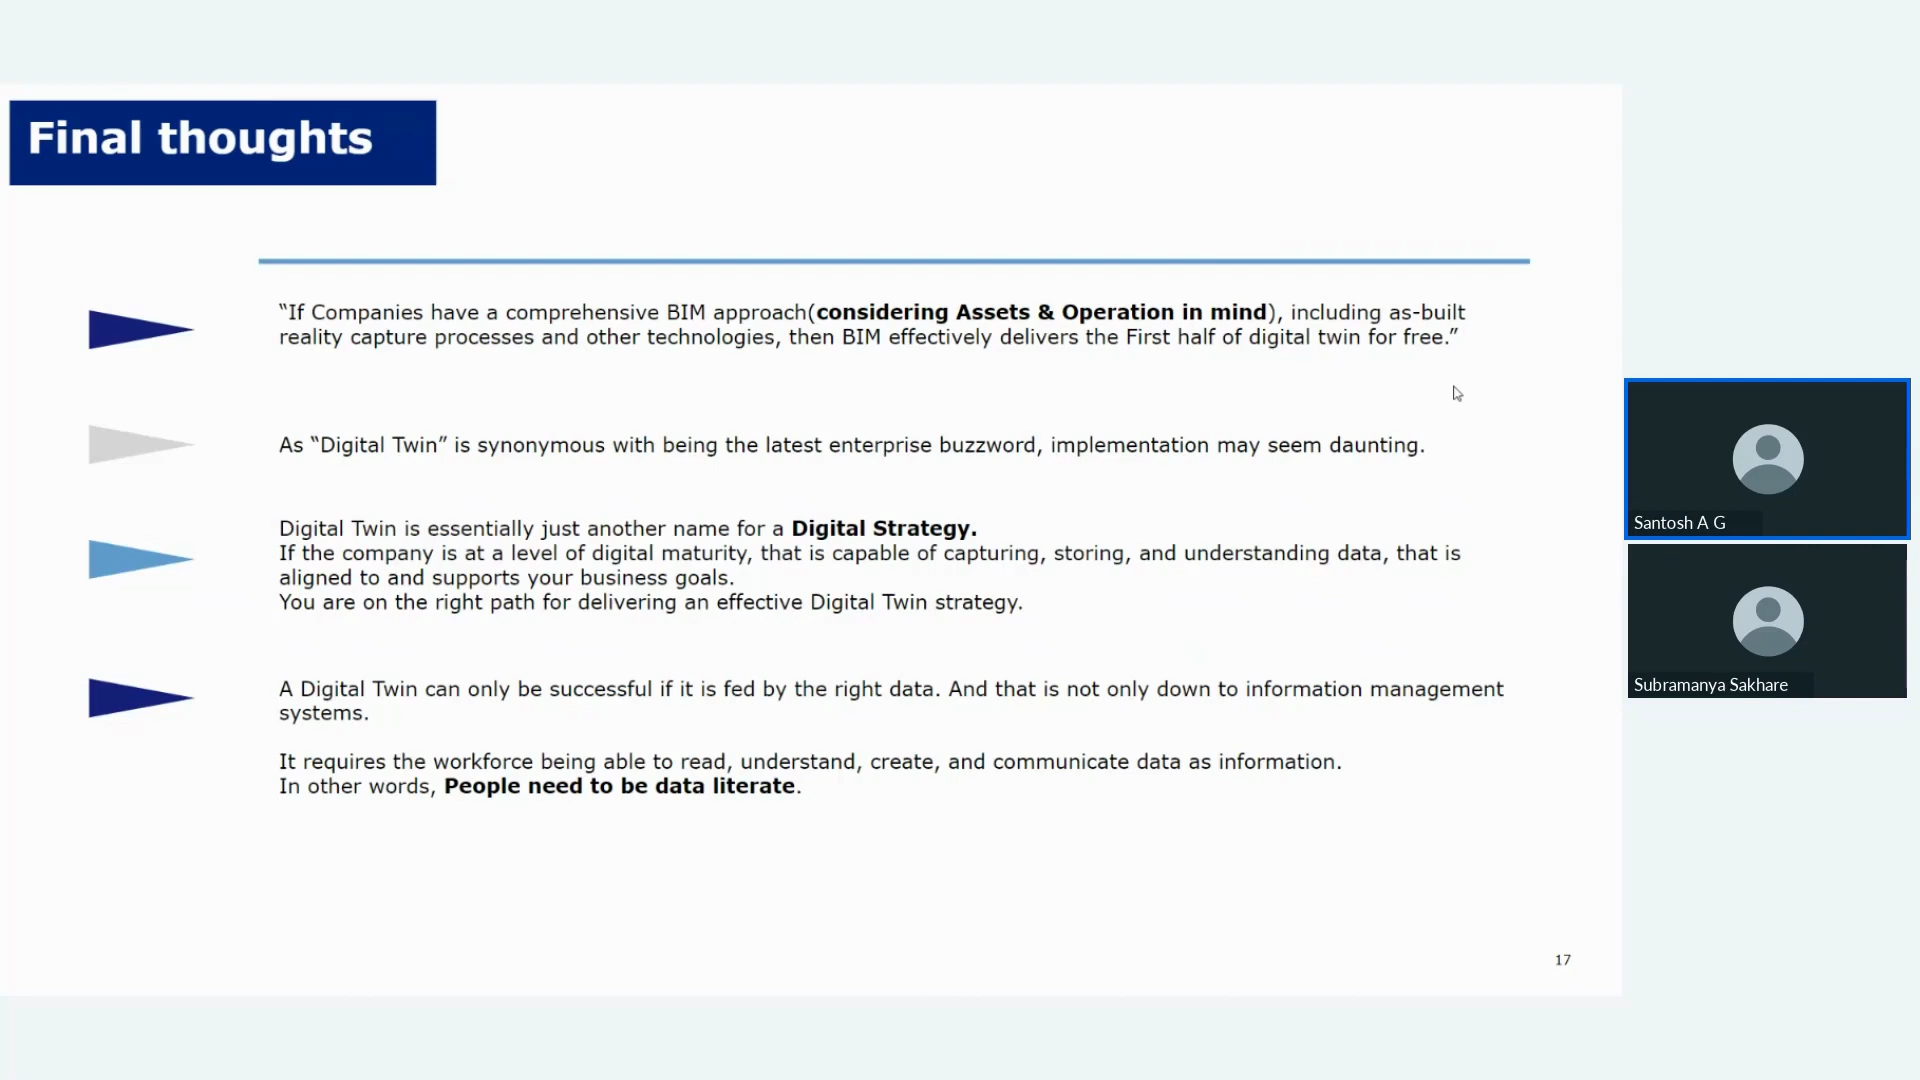 Final thoughts
“If Companies have a comprehensive BIM approach(considering Assets & Operation in mind), including as-built
reality capture processes and other technologies, then BIM effectively delivers the First half of digital twin for free.”
As “Digital Twin” is synonymous with being the latest enterprise buzzword, implementation may seem daunting.
Digital Twin is essentially just another name for a Digital Strategy.
If the company is at a level of digital maturity, that is capable of capturing, storing, and understanding data, that is
aligned to and supports your business goals.
You are on the right path for delivering an effective Digital Twin strategy.
A Digital Twin can only be successful if it is fed by the right data. And that is not only down to information management
systems.
It requires the workforce being able to read, understand, create, and communicate data as information.
In other words, People need to be data literate.
17
Santosh A G
Subramanya Sakhare